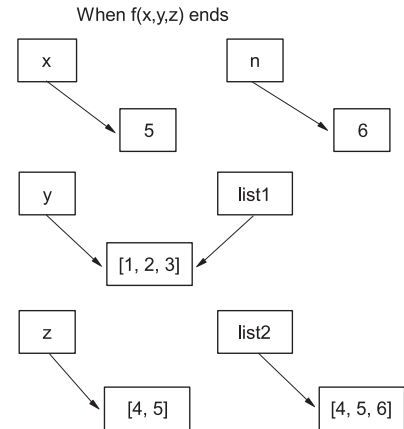 When f(x,y,z) ends
x
n
5
6
y
list1
[1, 2, 3]
z
list2
[4, 5]
[4, 5, 6]